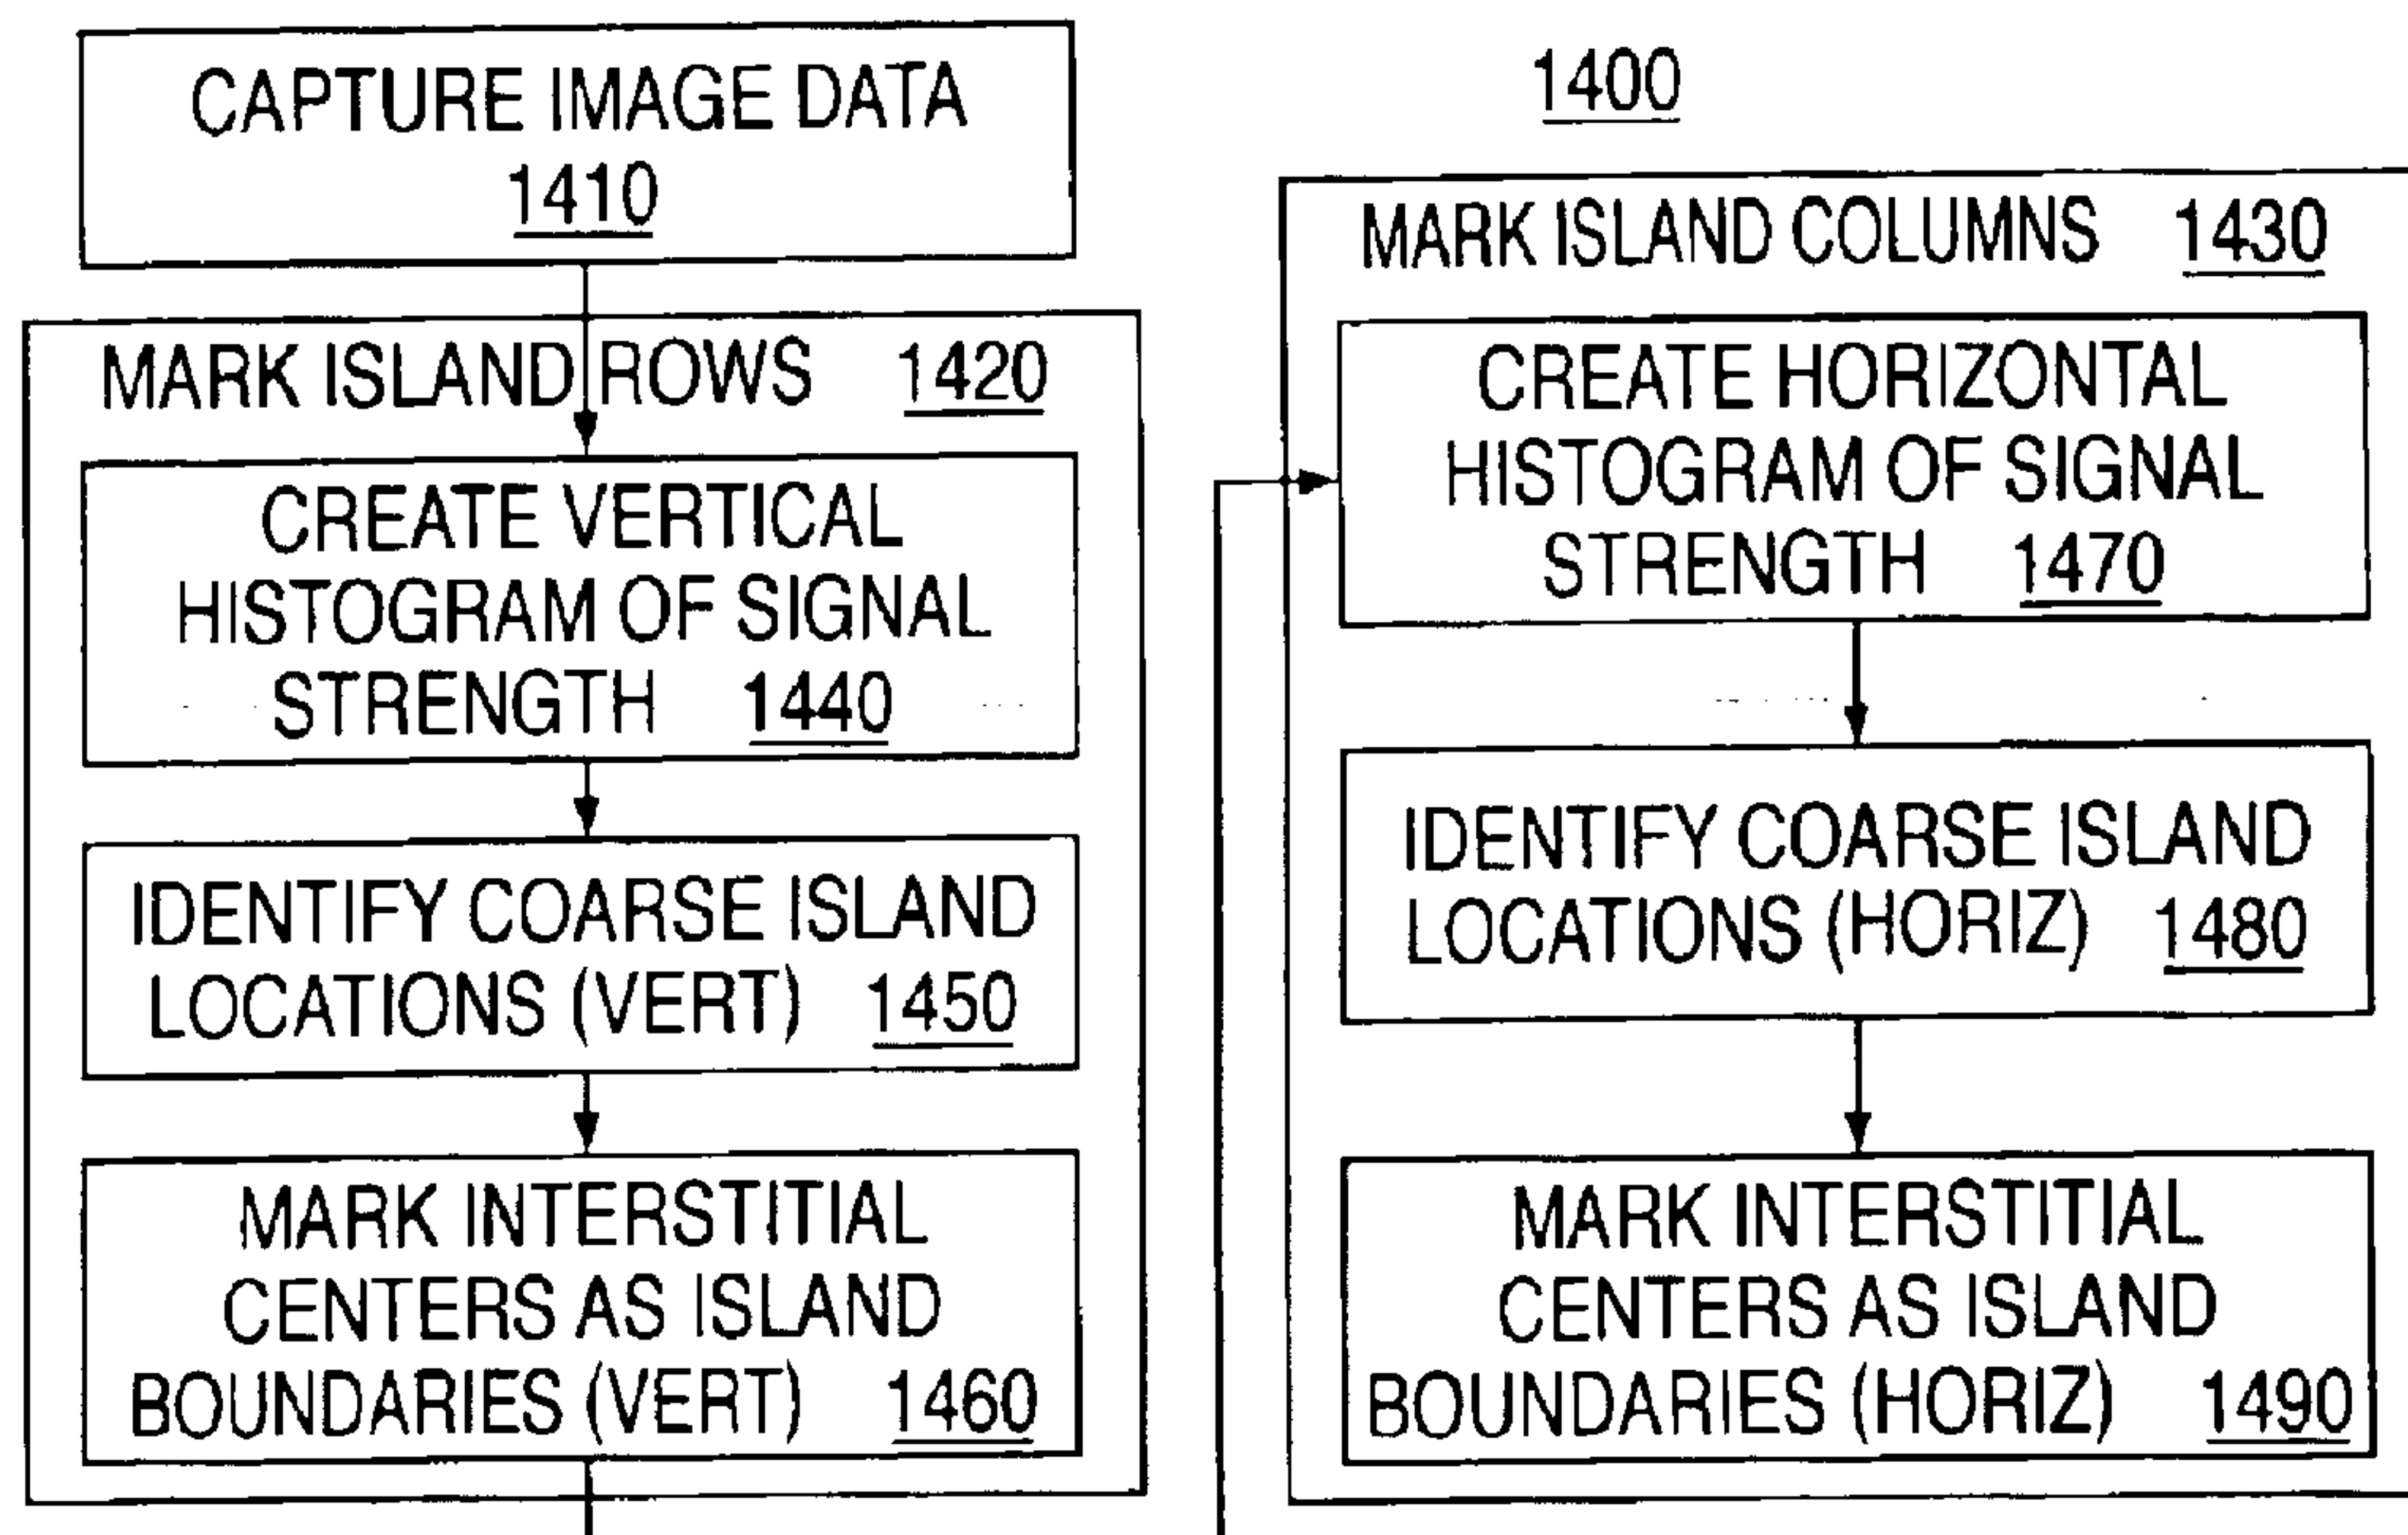 CAPTURE IMAGE DATA
1410
MARK ISLAND ROWS 1420
CREATE VERTICAL
HISTOGRAM OF SIGNAL
STRENGTH 1440
IDENTIFY COARSE ISLAND
LOCATIONS (VERT) 1450
MARK INTERSTITIAL
CENTERS AS ISLAND
BOUNDARIES (VERT) 1460
1400
MARK ISLAND COLUMNS 1430
CREATE HORIZONTAL
HISTOGRAM OF SIGNAL
STRENGTH 1470
IDENTIFY COARSE ISLAND
LOCATIONS (HORIZ) 1480
MARK INTERSTITIAL
CENTERS AS ISLAND
BOUNDARIES (HORIZ) 1490